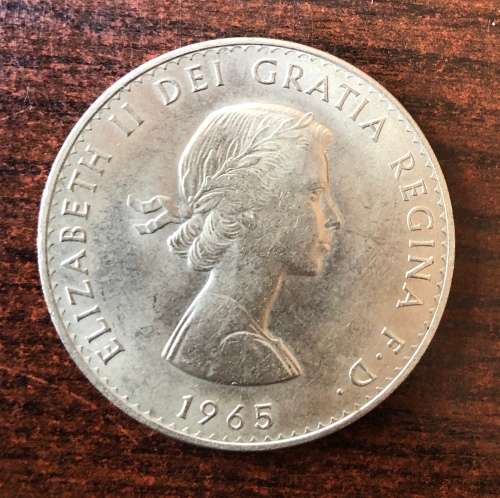 ELIZABETH II DEI GRATIA REGINA F.D.
1965